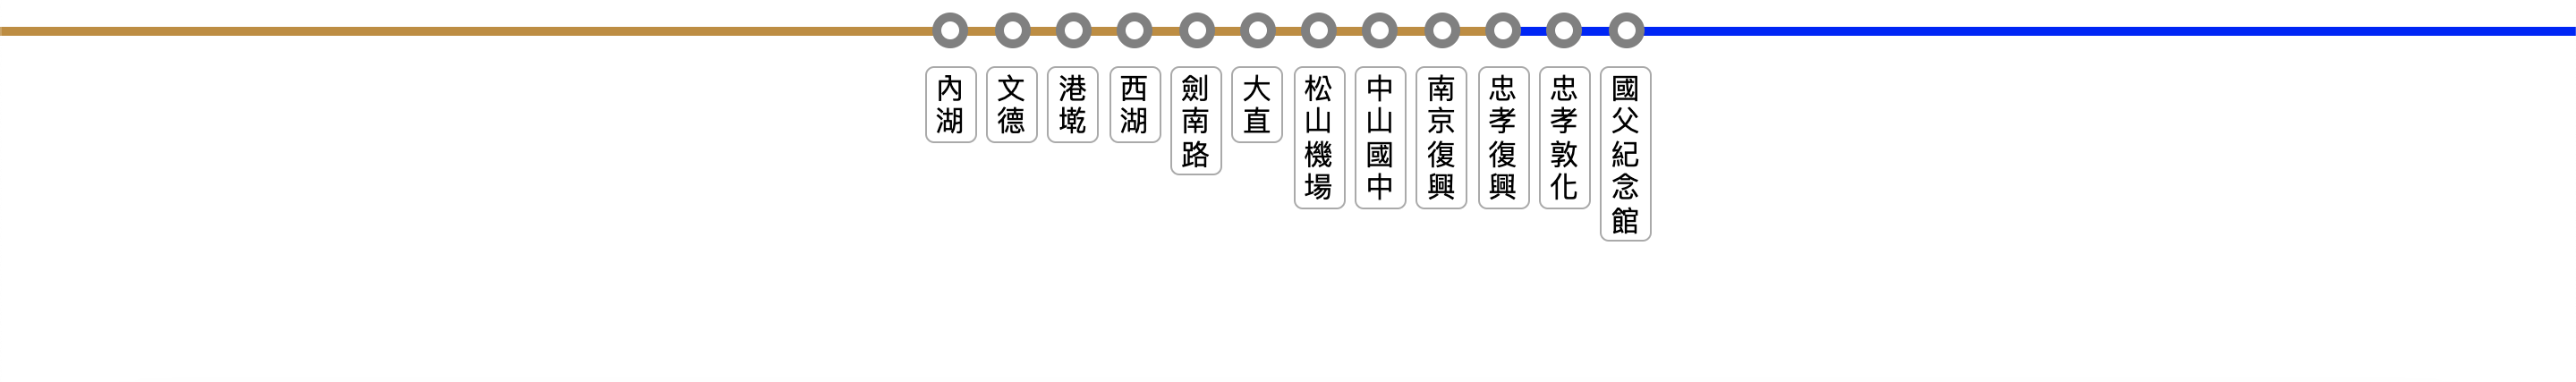 內湖
文德
港墘
西湖
劍南路
大直
松山機場
中山國中
南京復興
忠孝復興
忠孝敦化
國父紀念館